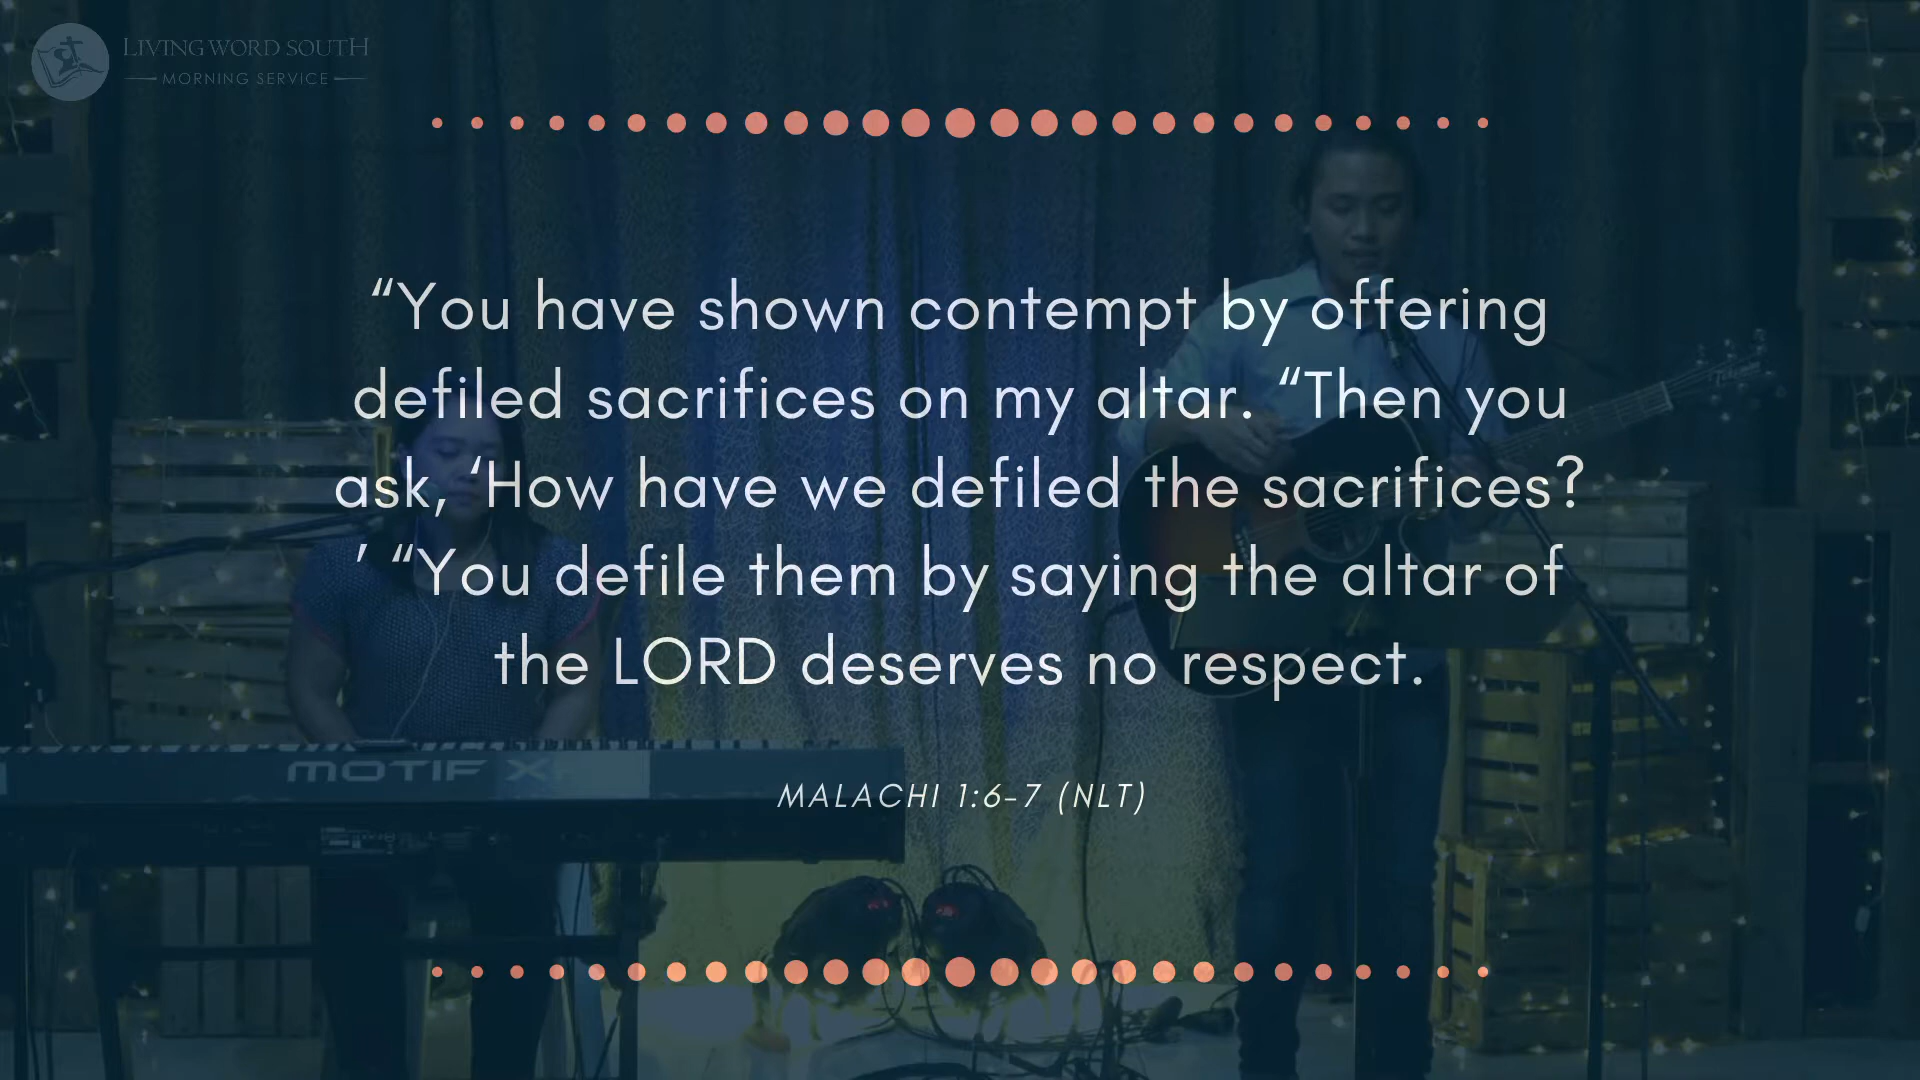 LIVING WORD SOUTH
MORNING SERVICE
“You have shown contempt by offering
defiled sacrifices on my altar. “Then you
ask, ‘How have we defiled the sacrifices?
’ “You defile them by saying the altar of
the LORD deserves no respect.
MOTIF X
MALACHI 1:6-7 (NLT)